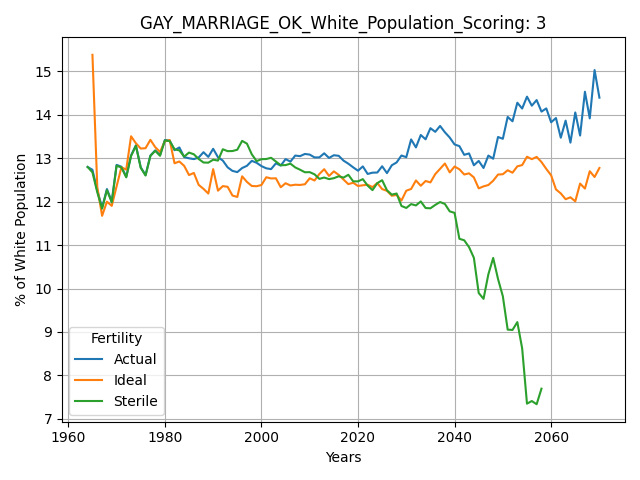 GAY_MARRIAGE_OK_White_Population_Scoring: 3
% of White Population
15
14
13
12
11
10
9
8
7
Fertility
Actual
Ideal
Sterile
1960
1980
2000
2020
2040
2060
Years